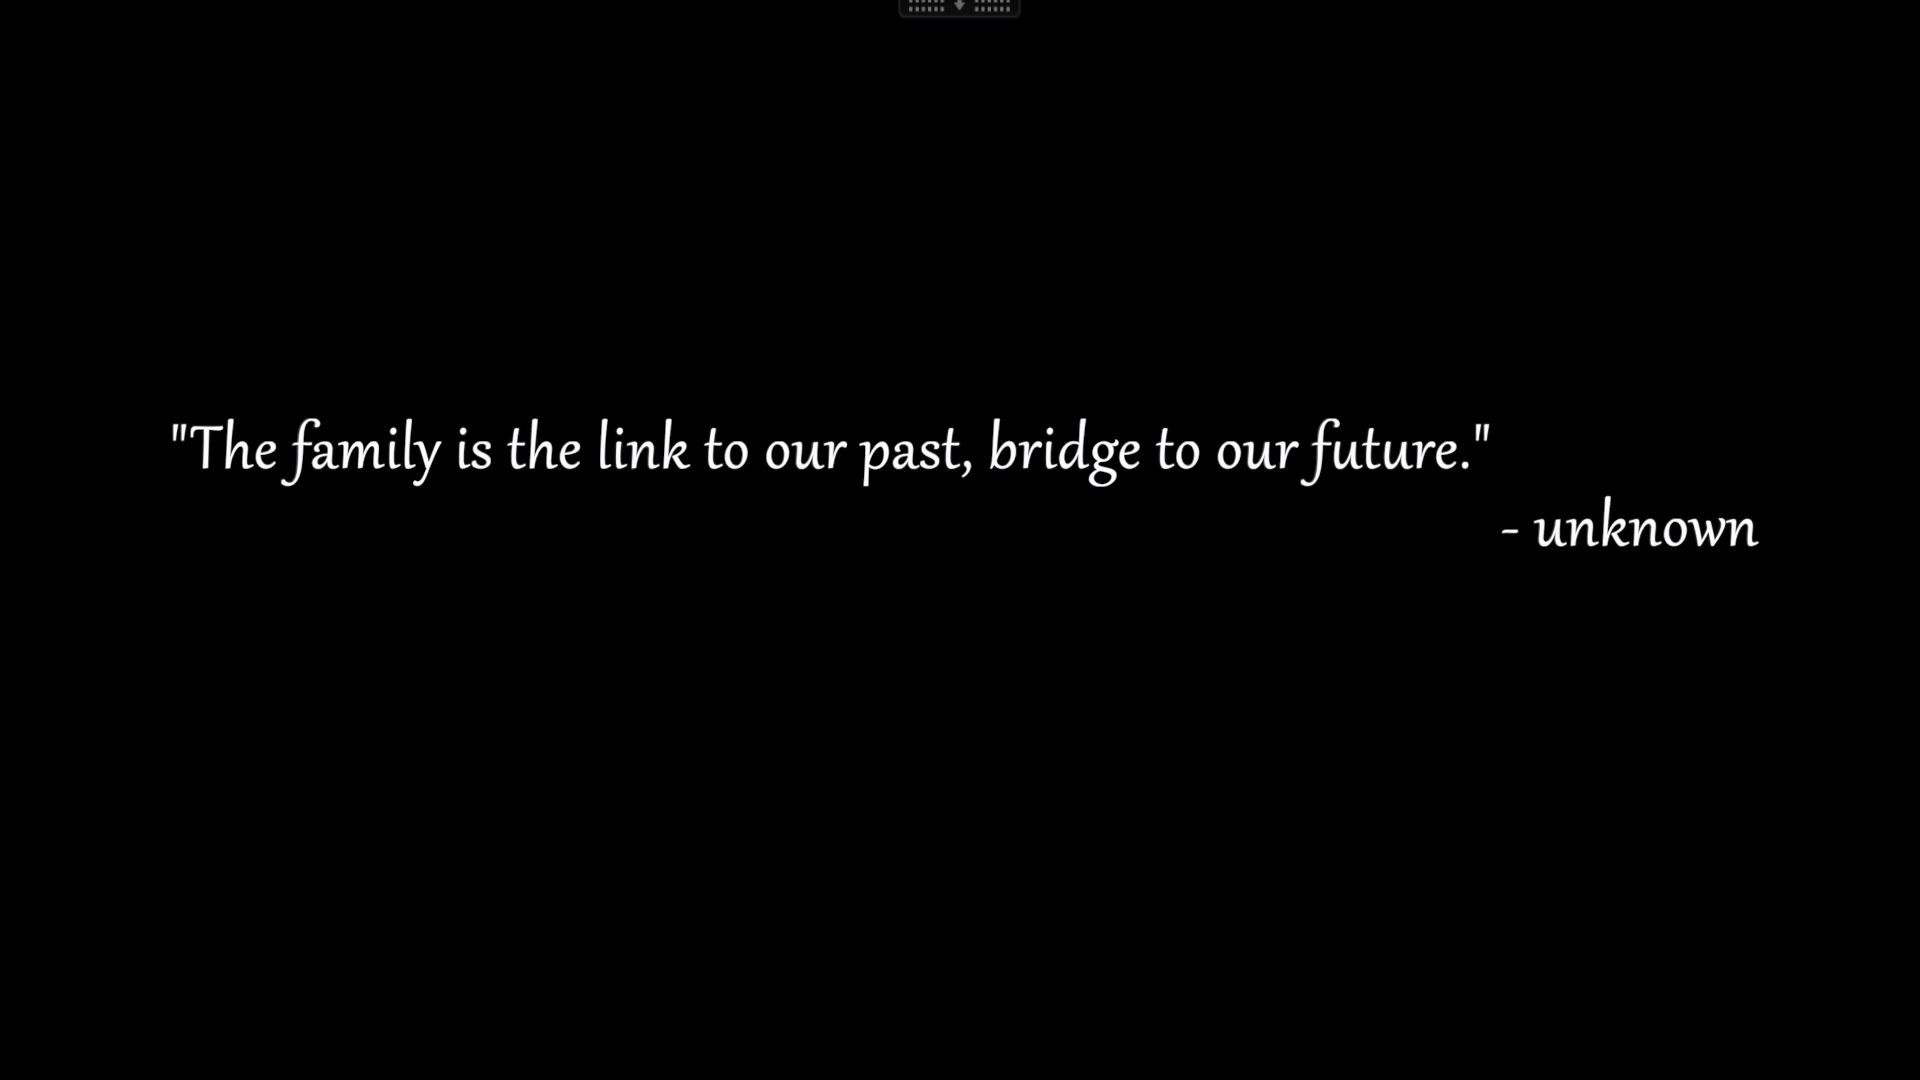 "The family is the link to our past, bridge to our future."
- unknown